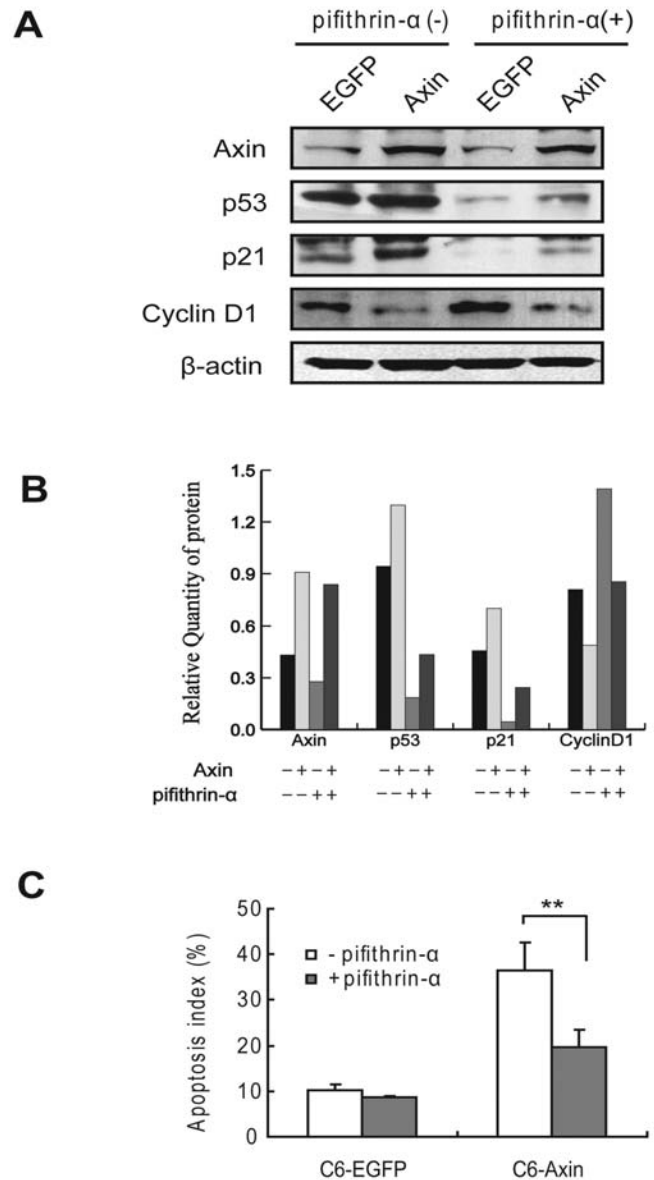 A
pifithrin-α (-) pifithrin-α(+)
EGFP Axin EGFP Axin
Axin
p53
p21
Cyclin D1
β-actin
B
Relative Quantity of protein
1.5
1.2
0.9
0.6
0.3
0.0
Axin p53 p21 CyclinD1
Axin − + − + − + − + − + − + − + − +
pifithrin-α − − + + − − + + − − + + − − + +
C
Apoptosis index (%)
50
40
30
20
10
0
- pifithrin-α
+ pifithrin-α
**
C6-EGFP C6-Axin